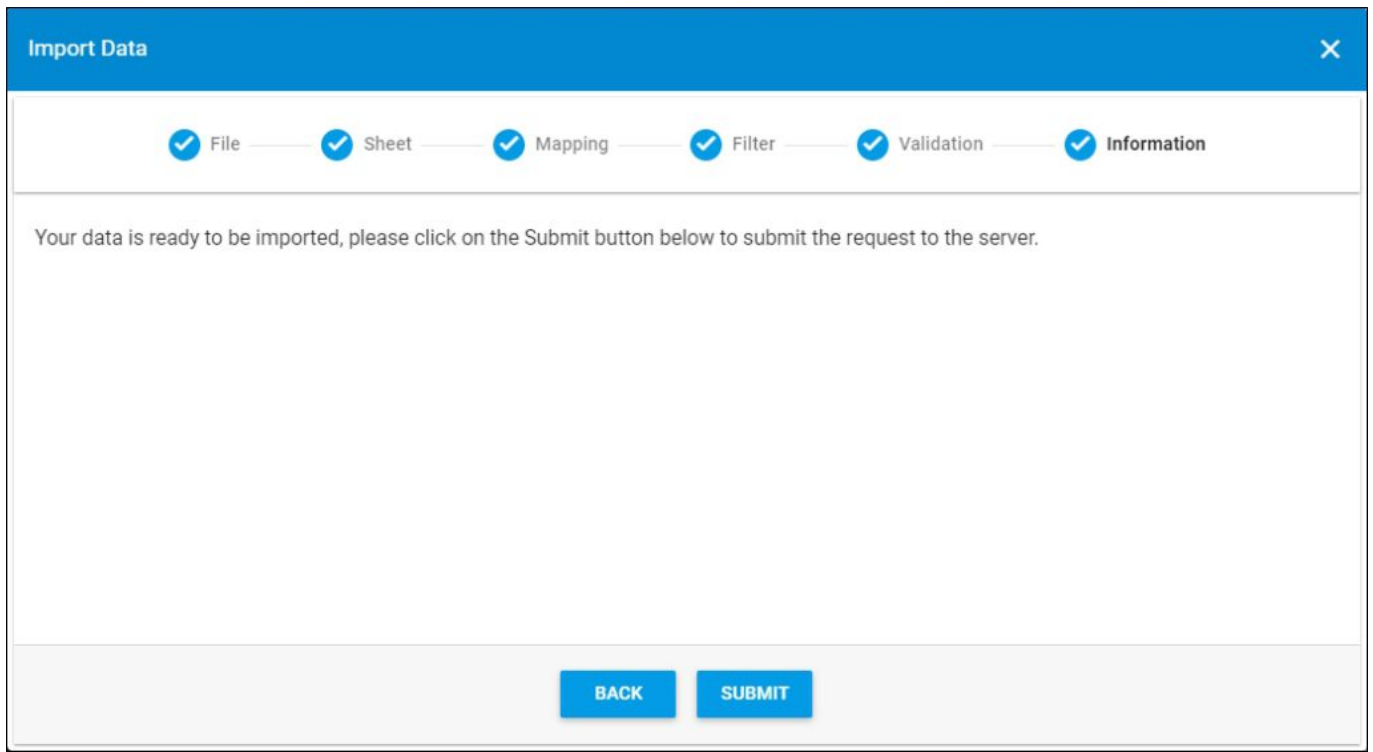 Import Data
File Sheet Mapping Filter Validation Information
Your data is ready to be imported, please click on the Submit button below to submit the request to the server.
BACK SUBMIT